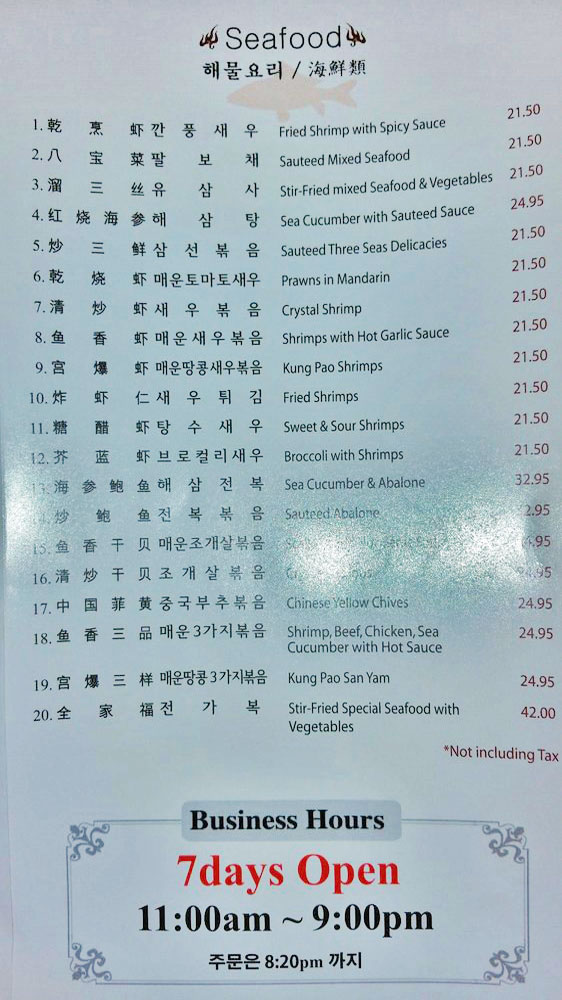 Seafood
해물요리 / 海鮮類
1. 乾烹虾 깐풍새우 Fried Shrimp with Spicy Sauce 21.50
2. 八宝菜 팔보채 Sauteed Mixed Seafood 21.50
3. 溜三丝 유삼사 Stir-Fried mixed Seafood & Vegetables 21.50
4. 红烧海参 해삼탕 Sea Cucumber with Sauteed Sauce 24.95
5. 炒三鲜 삼선볶음 Sauteed Three Seas Delicacies 21.50
6. 乾烧虾 매운토마토새우 Prawns in Mandarin 21.50
7. 清炒虾 새우볶음 Crystal Shrimp 21.50
8. 鱼香虾 매운새우볶음 Shrimps with Hot Garlic Sauce 21.50
9. 宫爆虾 매운땅콩새우볶음 Kung Pao Shrimps 21.50
10. 炸虾仁 새우튀김 Fried Shrimps 21.50
11. 糖醋虾 탕수새우 Sweet & Sour Shrimps 21.50
12. 芥蓝虾 브로컬리새우 Broccoli with Shrimps 21.50
13. 海参鲍鱼 해삼전복 Sea Cucumber & Abalone 32.95
14. 炒鲍鱼 전복볶음 Sauteed Abalone
15. 鱼香干贝 매운조개살볶음
16. 清炒干贝 조개살볶음
17. 中国菲黄 중국부추볶음 Chinese Yellow Chives 24.95
18. 鱼香三品 매운3가지볶음 Shrimp, Beef, Chicken, Sea 24.95
Cucumber with Hot Sauce
19. 宫爆三样 매운땅콩3가지볶음 Kung Pao San Yam 24.95
20. 全家福 전가복 Stir-Fried Special Seafood with 42.00
Vegetables
*Not including Tax
Business Hours
7days Open
11:00am ~ 9:00pm
주문은 8:20pm 까지